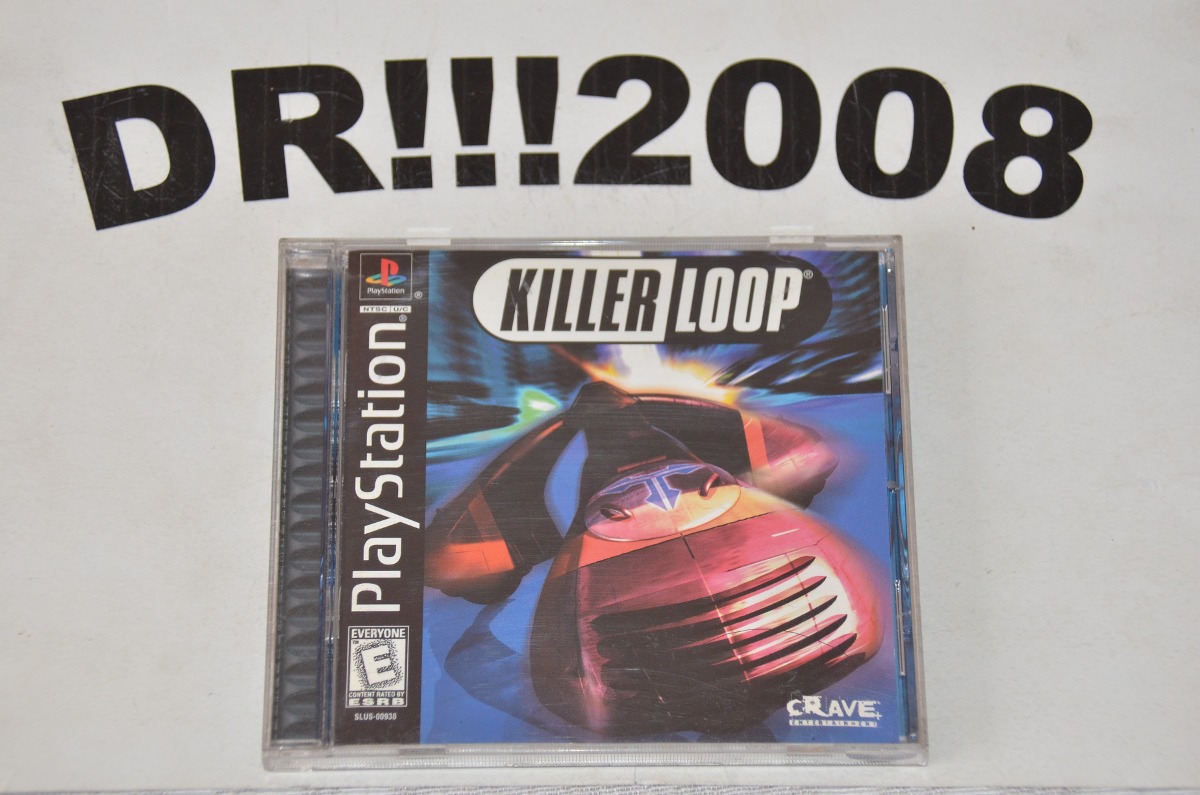 DR!!!2008
KILLER LOOP®
PlayStation
®
NTSC U/C
PlayStation®
EVERYONE
E
CONTENT RATED BY
ESRB
SLUS-00938
CRAVE
ENTERTAINMENT